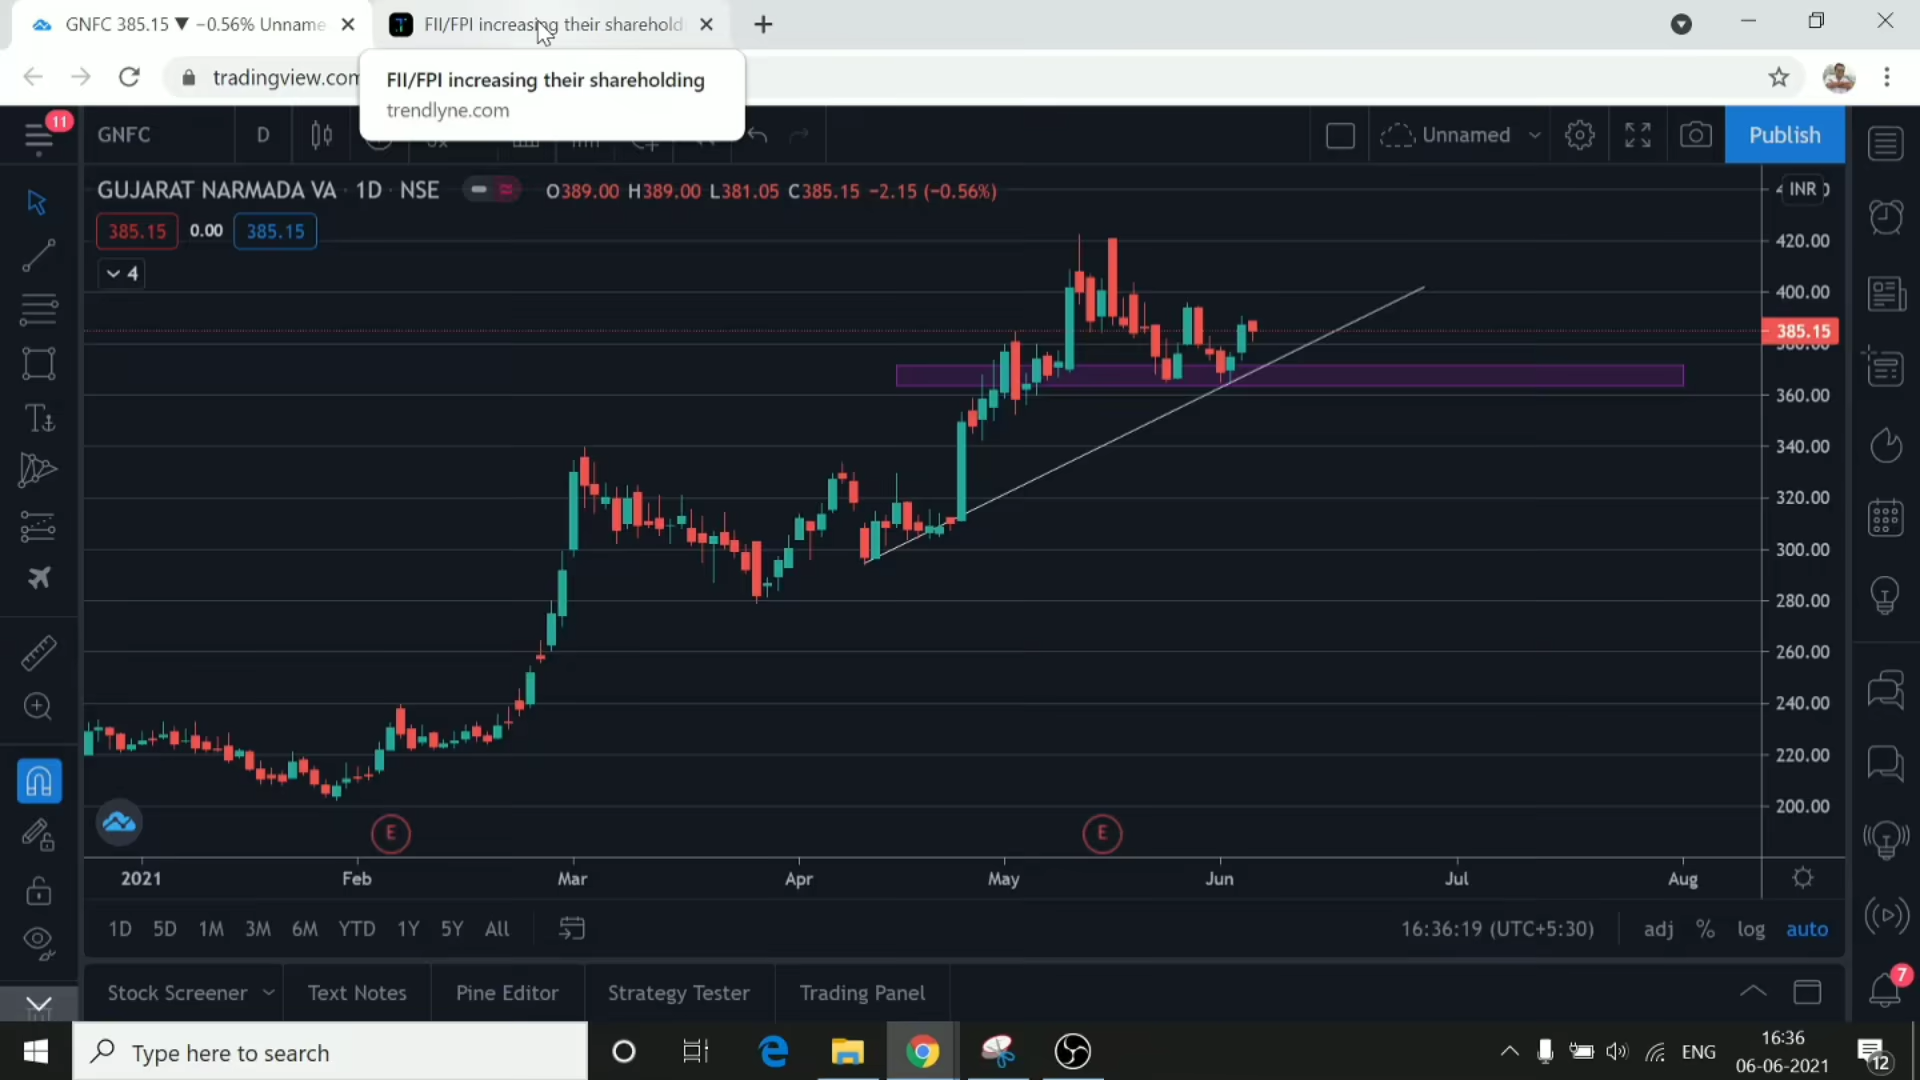 GNFC 385.15 ▼ −0.56% Unname
FII/FPI increasing their sharehold
tradingview.com
FII/FPI increasing their shareholding
trendlyne.com
11
GNFC
D
Unnamed
Publish
GUJARAT NARMADA VA · 1D · NSE
O389.00 H389.00 L381.05 C385.15 −2.15 (−0.56%)
INR
385.15
0.00
385.15
4
420.00
400.00
385.15
380.00
360.00
340.00
320.00
300.00
280.00
260.00
240.00
220.00
200.00
E
E
2021
Feb
Mar
Apr
May
Jun
Jul
Aug
1D 5D 1M 3M 6M YTD 1Y 5Y All
16:36:19 (UTC+5:30)
adj % log auto
Stock Screener
Text Notes
Pine Editor
Strategy Tester
Trading Panel
7
Type here to search
ENG
16:36
06-06-2021
12